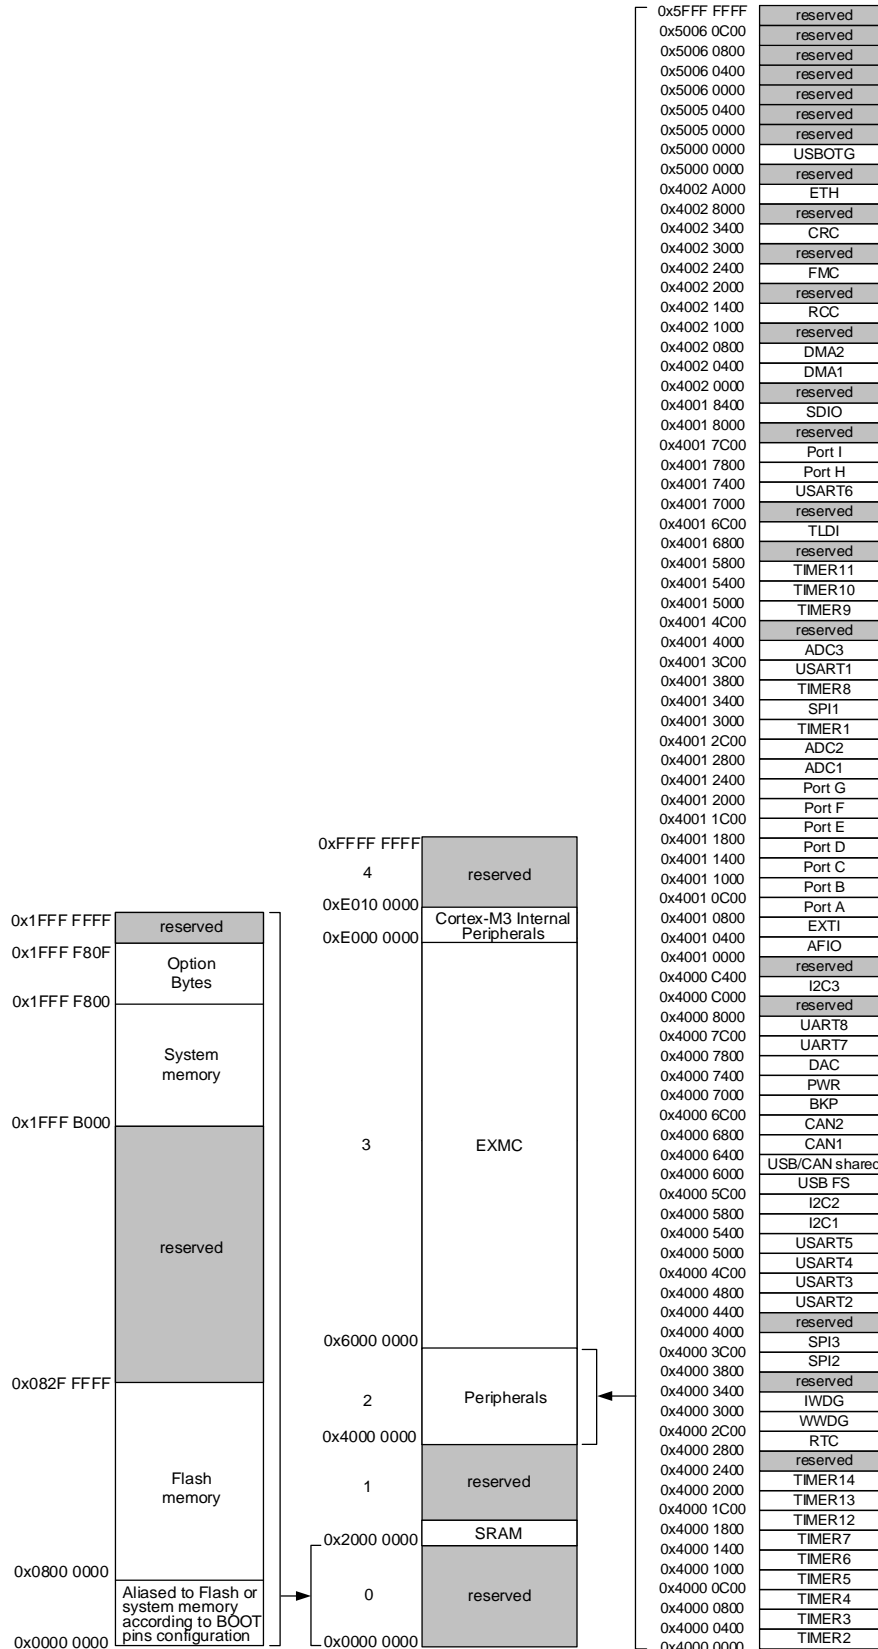 0x1FFF FFFF
reserved
0x1FFF F80F
Option
Bytes
0x1FFF F800
System
memory
0x1FFF B000
reserved
0x082F FFFF
Flash
memory
0x0800 0000
Aliased to Flash or
system memory
according to BOOT
pins configuration
0x0000 0000
0xFFFF FFFF
4
reserved
0xE010 0000
Cortex-M3 Internal
Peripherals
0xE000 0000
3
EXMC
0x6000 0000
2
Peripherals
0x4000 0000
1
reserved
SRAM
0x2000 0000
0
reserved
0x0000 0000
0x5FFF FFFF
reserved
0x5006 0C00
reserved
0x5006 0800
reserved
0x5006 0400
reserved
0x5006 0000
reserved
0x5005 0400
reserved
0x5005 0000
reserved
0x5000 0000
USBOTG
0x5000 0000
reserved
0x4002 A000
ETH
0x4002 8000
reserved
0x4002 3400
CRC
0x4002 3000
reserved
0x4002 2400
FMC
0x4002 2000
reserved
0x4002 1400
RCC
0x4002 1000
reserved
0x4002 0800
DMA2
0x4002 0400
DMA1
0x4002 0000
reserved
0x4001 8400
SDIO
0x4001 8000
reserved
0x4001 7C00
Port I
0x4001 7800
Port H
0x4001 7400
USART6
0x4001 7000
reserved
0x4001 6C00
TLDI
0x4001 6800
reserved
0x4001 5800
TIMER11
0x4001 5400
TIMER10
0x4001 5000
TIMER9
0x4001 4C00
reserved
0x4001 4000
ADC3
0x4001 3C00
USART1
0x4001 3800
TIMER8
0x4001 3400
SPI1
0x4001 3000
TIMER1
0x4001 2C00
ADC2
0x4001 2800
ADC1
0x4001 2400
Port G
0x4001 2000
Port F
0x4001 1C00
Port E
0x4001 1800
Port D
0x4001 1400
Port C
0x4001 1000
Port B
0x4001 0C00
Port A
0x4001 0800
EXTI
0x4001 0400
AFIO
0x4001 0000
reserved
0x4000 C400
I2C3
0x4000 C000
reserved
0x4000 8000
UART8
0x4000 7C00
UART7
0x4000 7800
DAC
0x4000 7400
PWR
0x4000 7000
BKP
0x4000 6C00
CAN2
0x4000 6800
CAN1
0x4000 6400
USB/CAN shared
0x4000 6000
USB FS
0x4000 5C00
I2C2
0x4000 5800
I2C1
0x4000 5400
USART5
0x4000 5000
USART4
0x4000 4C00
USART3
0x4000 4800
USART2
0x4000 4400
reserved
0x4000 4000
SPI3
0x4000 3C00
SPI2
0x4000 3800
reserved
0x4000 3400
IWDG
0x4000 3000
WWDG
0x4000 2C00
RTC
0x4000 2800
reserved
0x4000 2400
TIMER14
0x4000 2000
TIMER13
0x4000 1C00
TIMER12
0x4000 1800
TIMER7
0x4000 1400
TIMER6
0x4000 1000
TIMER5
0x4000 0C00
TIMER4
0x4000 0800
TIMER3
0x4000 0400
TIMER2
0x4000 0000